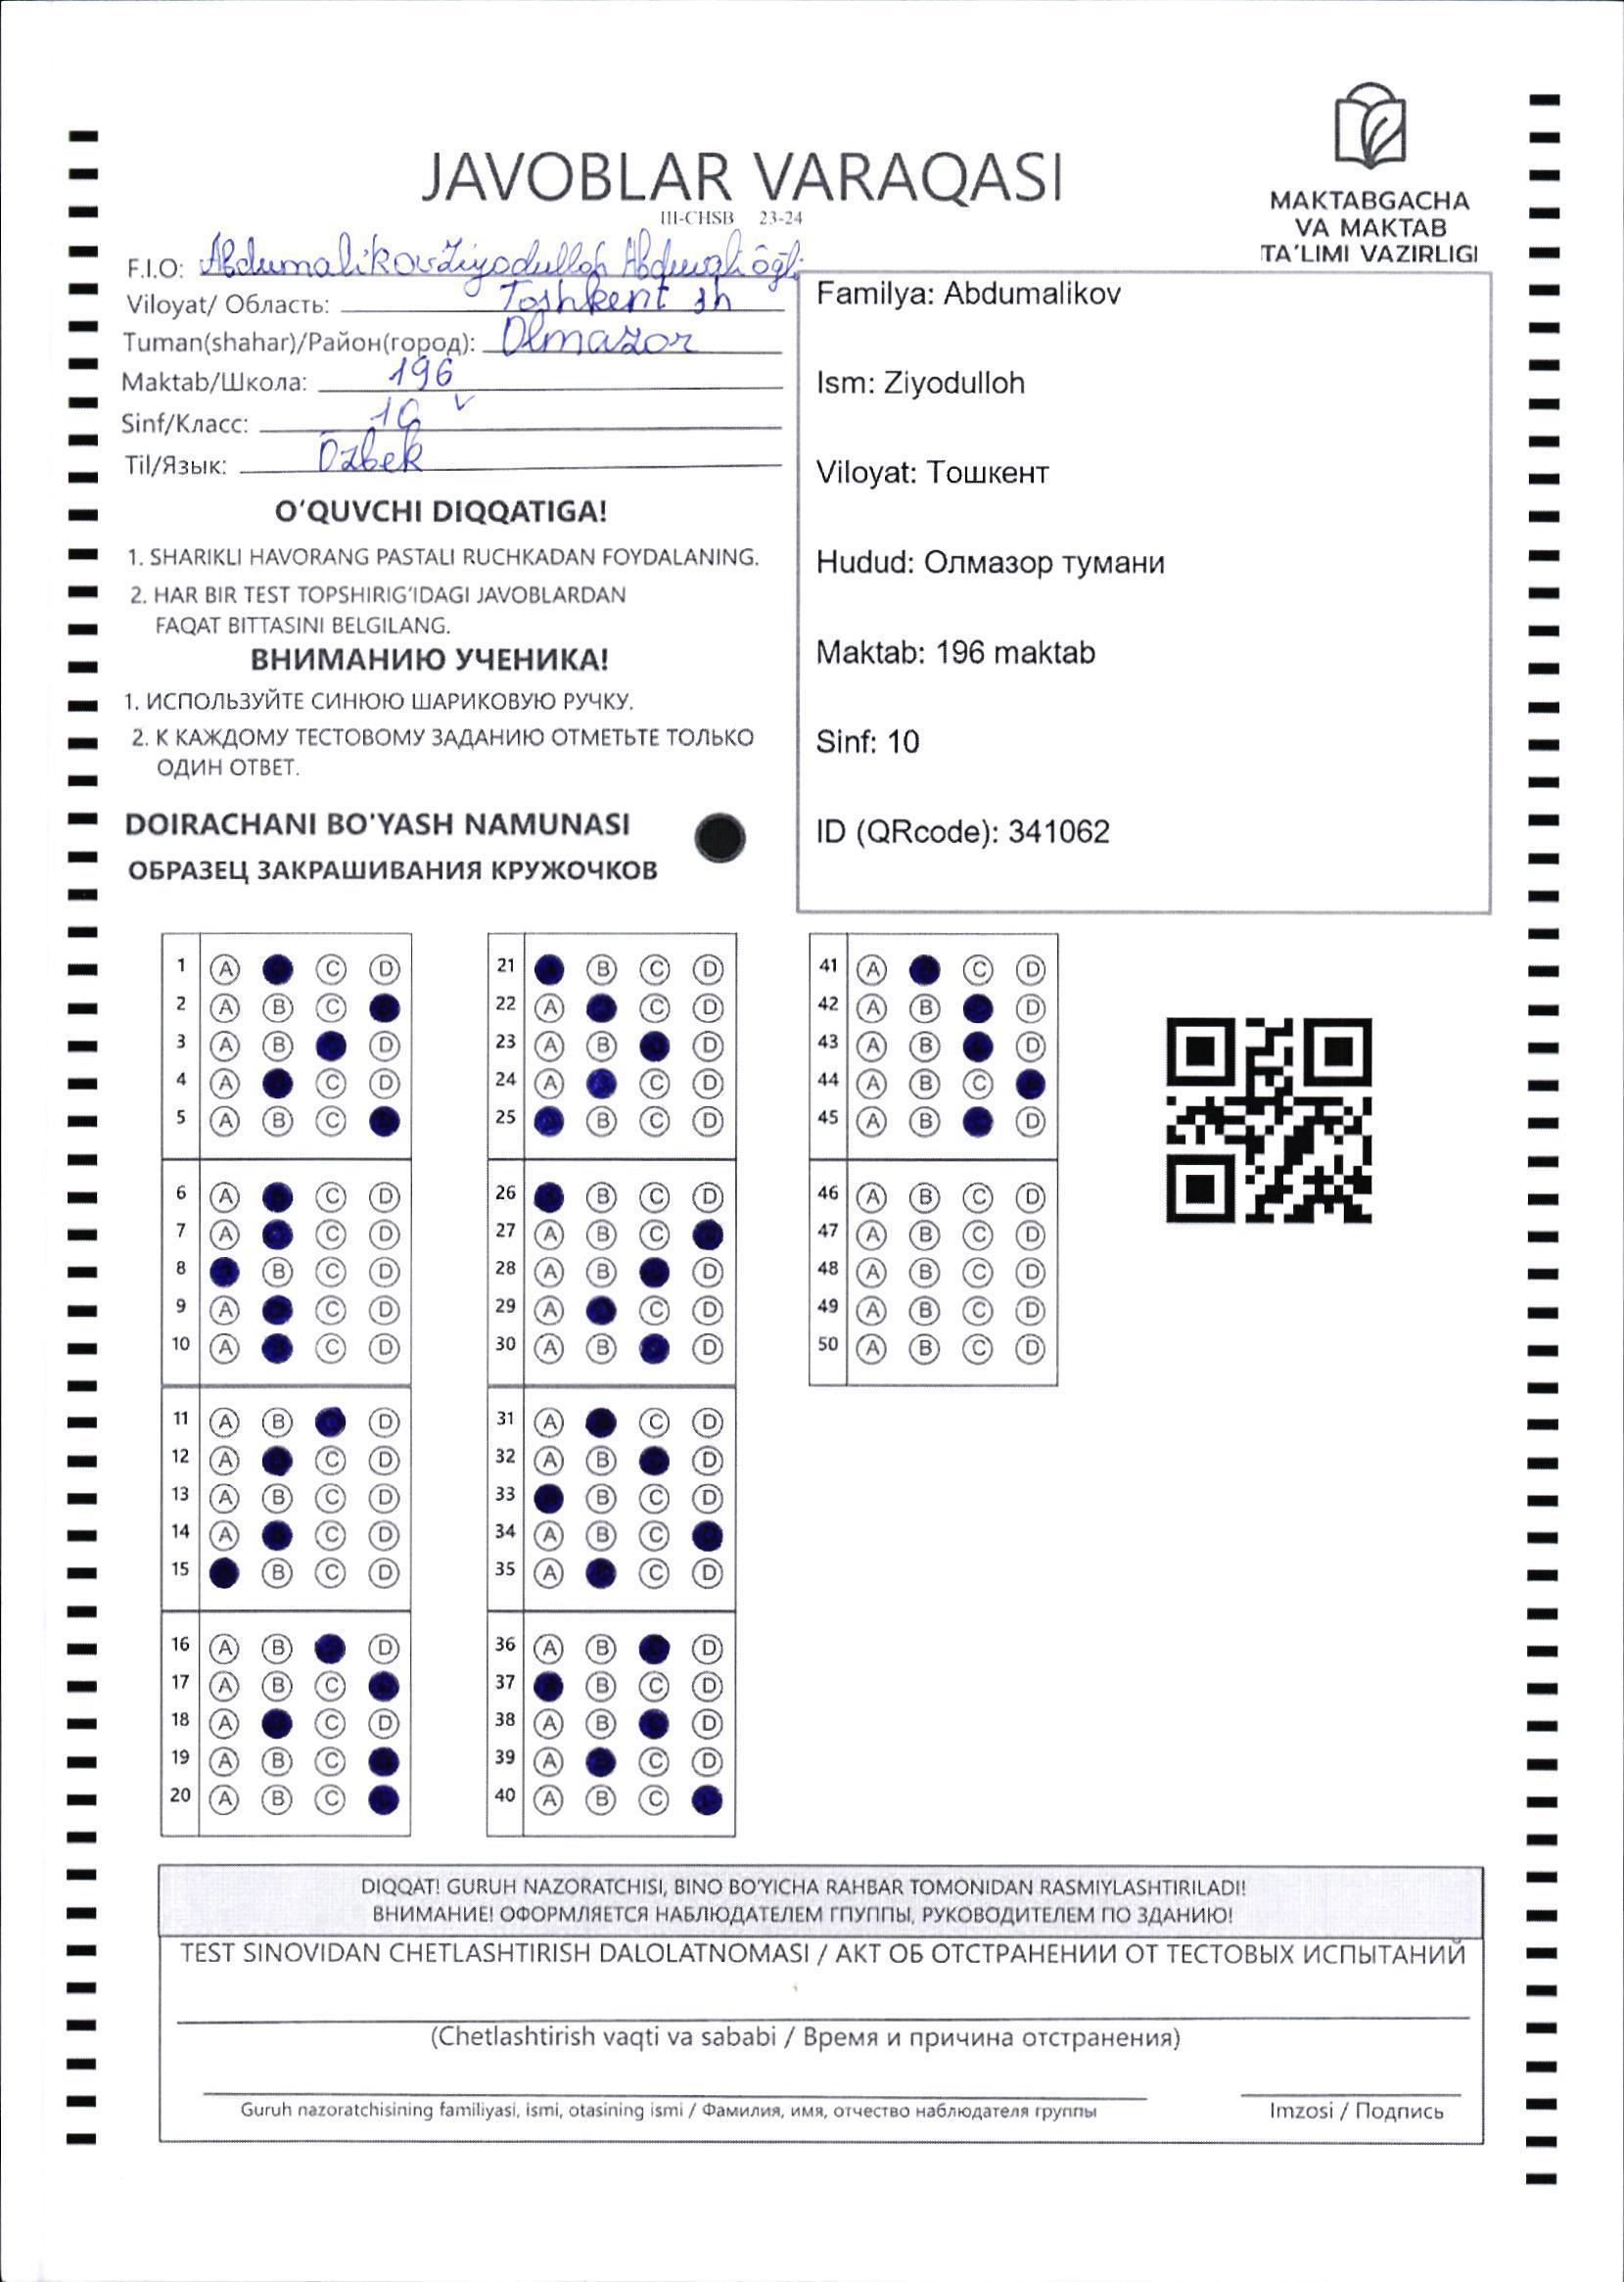 MAKTABGACHA
VA MAKTAB
TA'LIMI VAZIRLIGI
JAVOBLAR VARAQASI
III-CHSB 23-24
F.I.O: Abdumalikov Ziyodulloh Abduvali ôgli
Viloyat/ Область: Toshkent sh
Tuman(shahar)/Район(город): Olmazor
Maktab/Школа: 196
Sinf/Класс: 10
Til/Язык: Ozbek
Familya: Abdumalikov
Ism: Ziyodulloh
Viloyat: Тошкент
Hudud: Олмазор тумани
Maktab: 196 maktab
Sinf: 10
ID (QRcode): 341062
O'QUVCHI DIQQATIGA!
1. SHARIKLI HAVORANG PASTALI RUCHKADAN FOYDALANING.
2. HAR BIR TEST TOPSHIRIG'IDAGI JAVOBLARDAN
FAQAT BITTASINI BELGILANG.
ВНИМАНИЮ УЧЕНИКА!
1. ИСПОЛЬЗУЙТЕ СИНЮЮ ШАРИКОВУЮ РУЧКУ.
2. К КАЖДОМУ ТЕСТОВОМУ ЗАДАНИЮ ОТМЕТЬТЕ ТОЛЬКО
ОДИН ОТВЕТ.
DOIRACHANI BO'YASH NAMUNASI
ОБРАЗЕЦ ЗАКРАШИВАНИЯ КРУЖОЧКОВ
1 A C D
2 A B C
3 A B D
4 A C D
5 A B C
6 A C D
7 A C D
8 B C D
9 A C D
10 A C D
11 A B D
12 A C D
13 A B C D
14 A C D
15 B C D
16 A B D
17 A B C
18 A C D
19 A B C
20 A B C
21 B C D
22 A C D
23 A B D
24 A C D
25 B C D
26 B C D
27 A B C
28 A B D
29 A C D
30 A B D
31 A C D
32 A B D
33 B C D
34 A B C
35 A C D
36 A B D
37 B C D
38 A B D
39 A C D
40 A B C
41 A C D
42 A B D
43 A B D
44 A B C
45 A B D
46 A B C D
47 A B C D
48 A B C D
49 A B C D
50 A B C D
DIQQAT! GURUH NAZORATCHISI, BINO BO'YICHA RAHBAR TOMONIDAN RASMIYLASHTIRILADI!
ВНИМАНИЕ! ОФОРМЛЯЕТСЯ НАБЛЮДАТЕЛЕМ ГПУППЫ, РУКОВОДИТЕЛЕМ ПО ЗДАНИЮ!
TEST SINOVIDAN CHETLASHTIRISH DALOLATNOMASI / АКТ ОБ ОТСТРАНЕНИИ ОТ ТЕСТОВЫХ ИСПЫТАНИЙ
(Chetlashtirish vaqti va sababi / Время и причина отстранения)
Guruh nazoratchisining familiyasi, ismi, otasining ismi / Фамилия, имя, отчество наблюдателя группы
Imzosi / Подпись